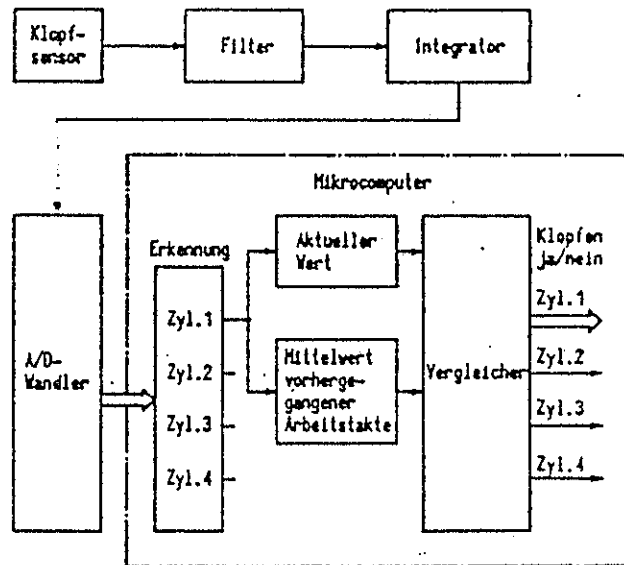 Klopf-
sensor
Filter
Integrator
Mikrocomputer
A/D-
Wandler
Erkennung
Zyl.1
Zyl.2
Zyl.3
Zyl.4
Aktueller
Wert
Mittelwert
vorherge-
gangener
Arbeitstakte
Vergleicher
Klopfen
ja/nein
Zyl.1
Zyl.2
Zyl.3
Zyl.4